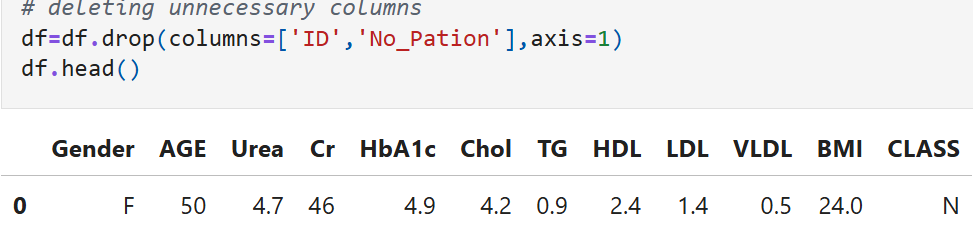 # deleting unnecessary columns
df=df.drop(columns=['ID','No_Pation'],axis=1)
df.head()
Gender AGE Urea Cr HbA1c Chol TG HDL LDL VLDL BMI CLASS
0 F 50 4.7 46 4.9 4.2 0.9 2.4 1.4 0.5 24.0 N